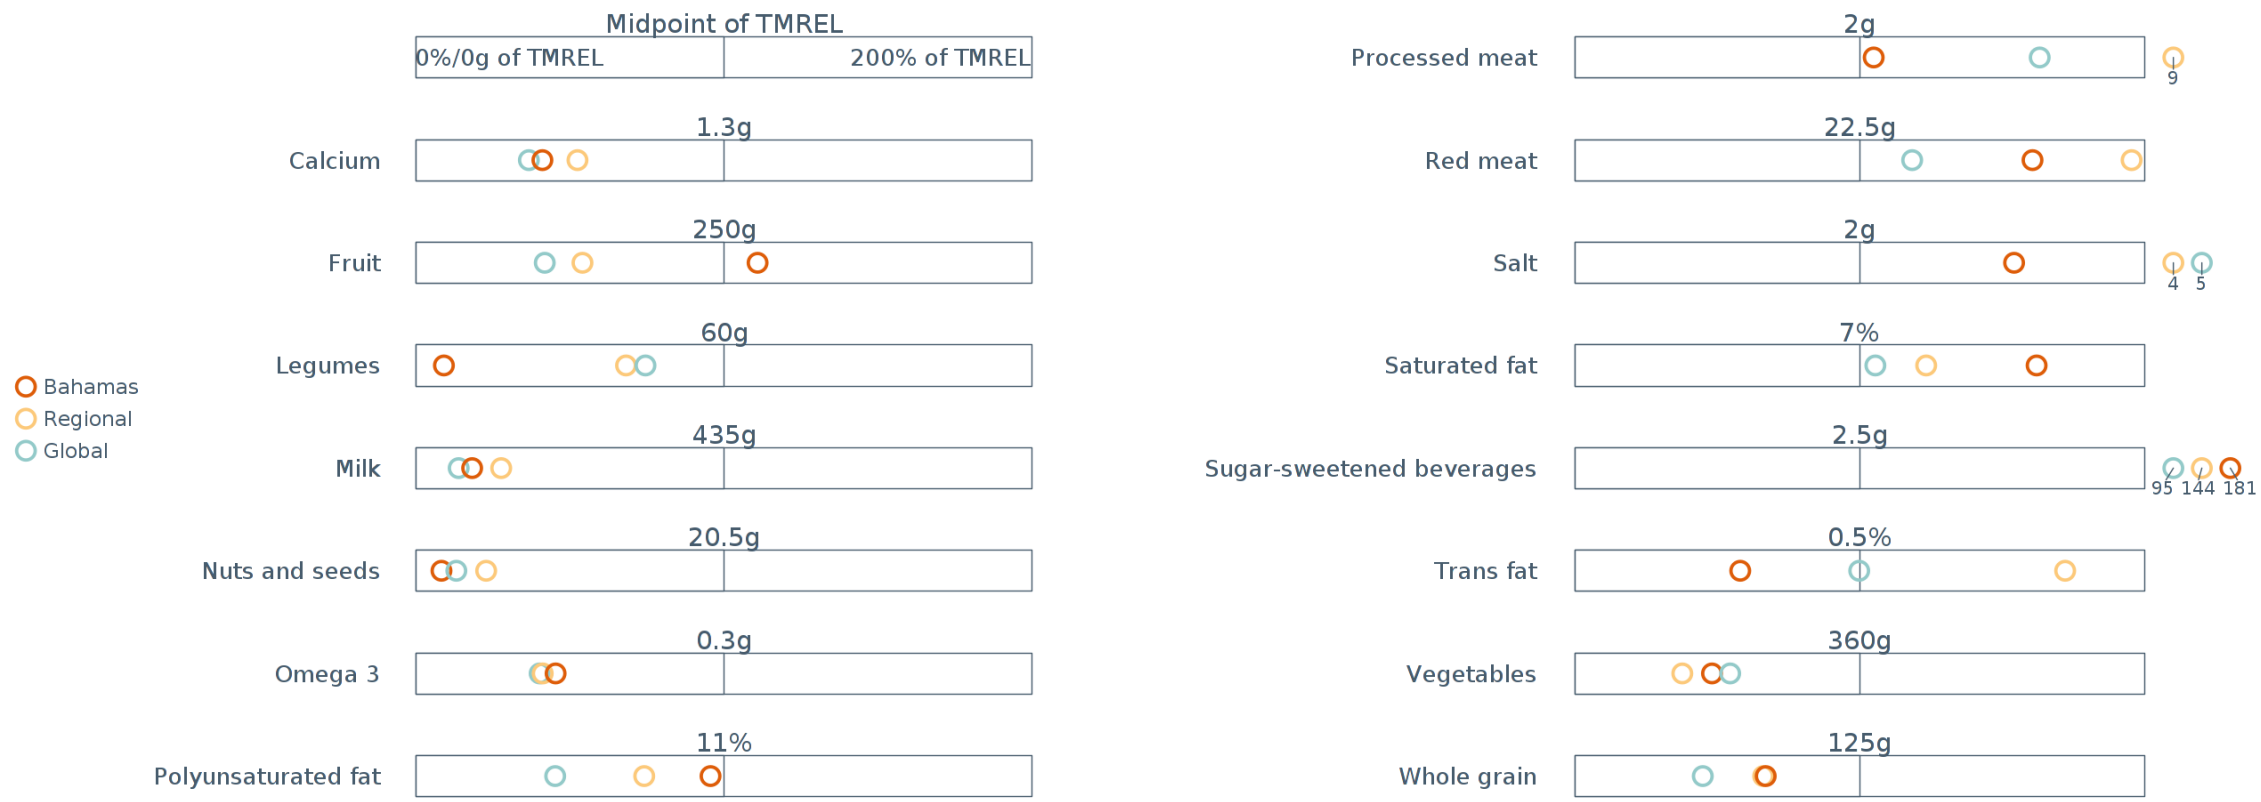 Midpoint of TMREL
0%/0g of TMREL
200% of TMREL
Calcium
1.3g
Fruit
250g
Legumes
60g
Milk
435g
Nuts and seeds
20.5g
Omega 3
0.3g
Polyunsaturated fat
11%
Bahamas
Regional
Global
Processed meat
2g
9
Red meat
22.5g
Salt
2g
4 5
Saturated fat
7%
Sugar-sweetened beverages
2.5g
95 144 181
Trans fat
0.5%
Vegetables
360g
Whole grain
125g